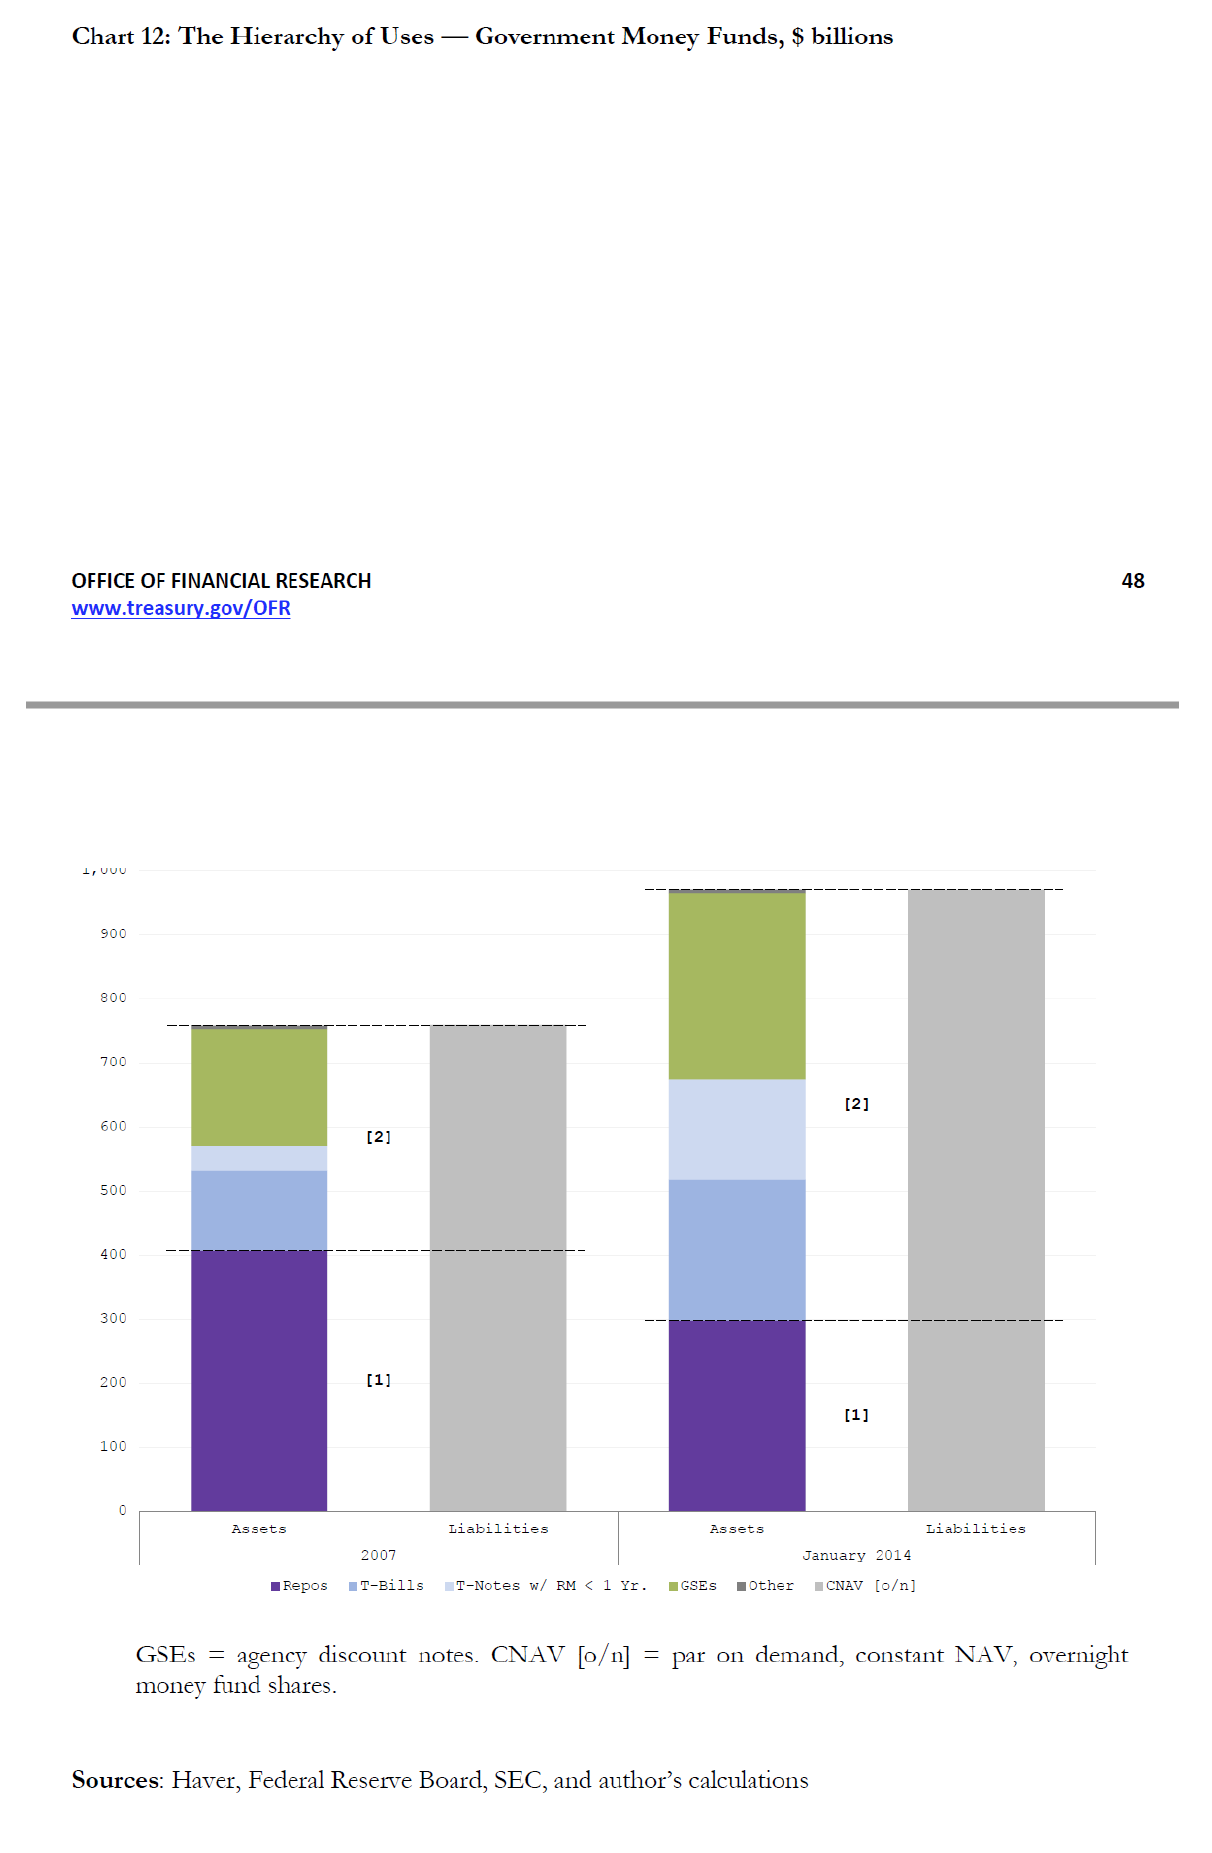 Chart 12: The Hierarchy of Uses — Government Money Funds, $ billions
OFFICE OF FINANCIAL RESEARCH 48
www.treasury.gov/OFR
1,000
900
800
700
600
500
400
300
200
100
0
[2]
[1]
[2]
[1]
Assets Liabilities Assets Liabilities
2007 January 2014
Repos T-Bills T-Notes w/ RM < 1 Yr. GSEs Other CNAV [o/n]
GSEs = agency discount notes. CNAV [o/n] = par on demand, constant NAV, overnight
money fund shares.
Sources: Haver, Federal Reserve Board, SEC, and author’s calculations